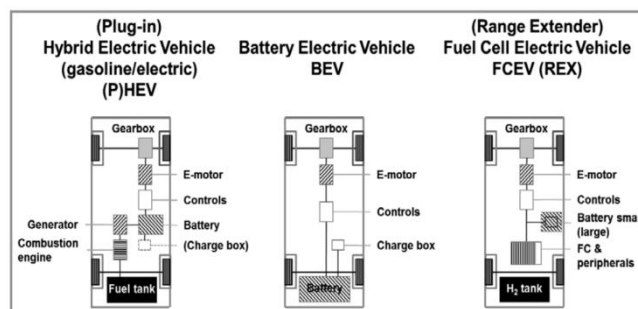 (Plug-in)
Hybrid Electric Vehicle
(gasoline/electric)
(P)HEV
Gearbox
E-motor
Controls
Generator
Battery
Combustion
engine
(Charge box)
Fuel tank
Battery Electric Vehicle
BEV
Gearbox
E-motor
Controls
Charge box
Battery
(Range Extender)
Fuel Cell Electric Vehicle
FCEV (REX)
Gearbox
E-motor
Controls
Battery sma
(large)
FC &
peripherals
H₂ tank